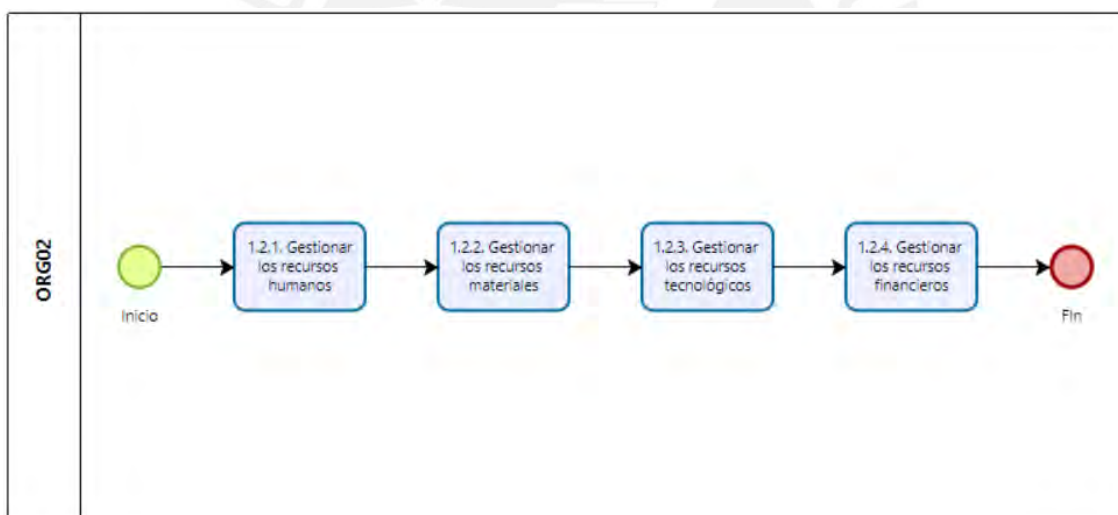 ORG02
Inicio
1.2.1. Gestionar
los recursos
humanos
1.2.2. Gestionar
los recursos
materiales
1.2.3. Gestionar
los recursos
tecnológicos
1.2.4. Gestionar
los recursos
financieros
Fin